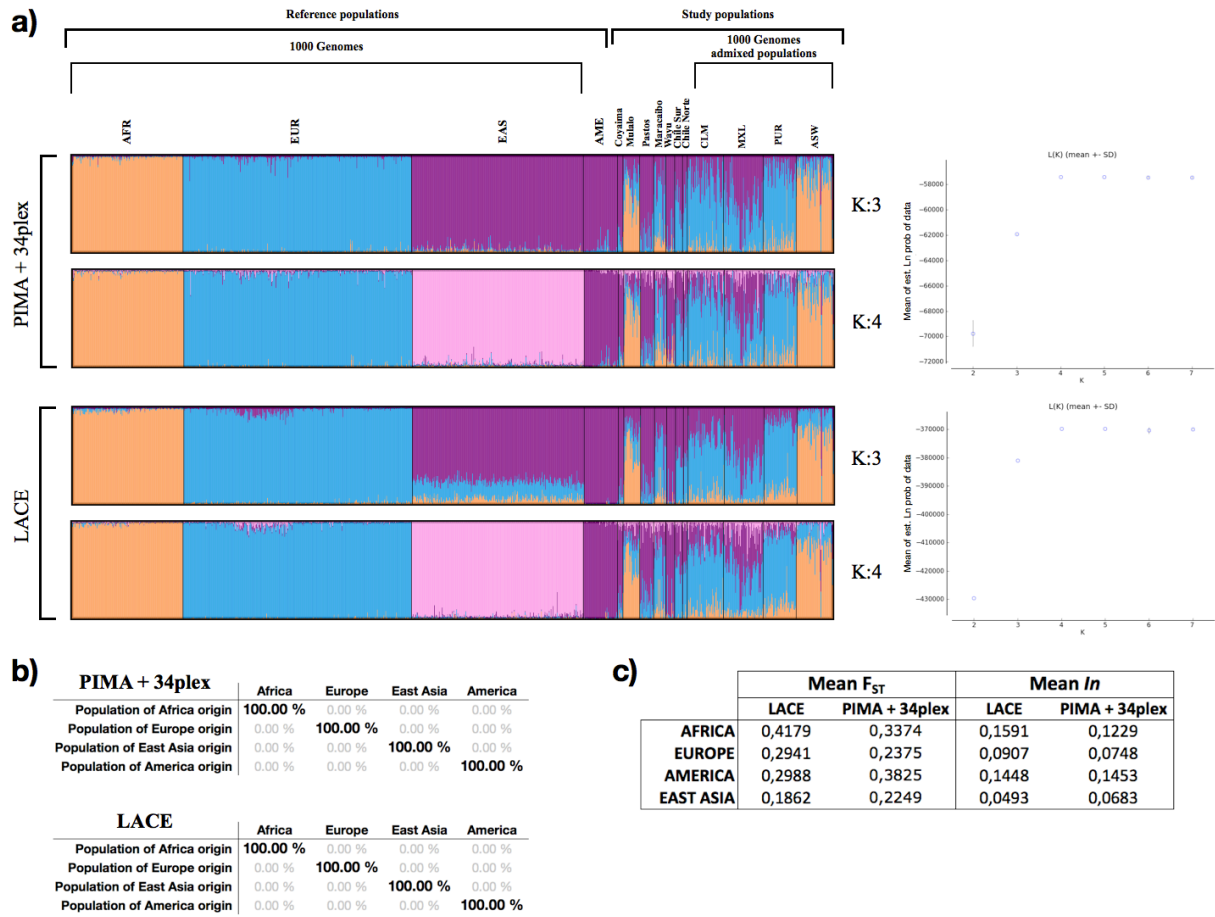 a)
Reference populations
Study populations
1000 Genomes
1000 Genomes
admixed populations
AFR
EUR
EAS
AME
Coyaima
Mulalo
Pastos
Maracaibo
Wayu
Chile Sur
Chile Norte
CLM
MXL
PUR
ASW
PIMA + 34plex
K:3
K:4
L(K) (mean +- SD)
Mean of est. Ln prob of data
−58000
−60000
−62000
−64000
−66000
−68000
−70000
−72000
2 3 4 5 6 7
K
LACE
K:3
K:4
L(K) (mean +- SD)
Mean of est. Ln prob of data
−370000
−380000
−390000
−400000
−410000
−420000
−430000
2 3 4 5 6 7
K
b)
PIMA + 34plex
Africa Europe East Asia America
Population of Africa origin 100.00 % 0.00 % 0.00 % 0.00 %
Population of Europe origin 0.00 % 100.00 % 0.00 % 0.00 %
Population of East Asia origin 0.00 % 0.00 % 100.00 % 0.00 %
Population of America origin 0.00 % 0.00 % 0.00 % 100.00 %
LACE
Africa Europe East Asia America
Population of Africa origin 100.00 % 0.00 % 0.00 % 0.00 %
Population of Europe origin 0.00 % 100.00 % 0.00 % 0.00 %
Population of East Asia origin 0.00 % 0.00 % 100.00 % 0.00 %
Population of America origin 0.00 % 0.00 % 0.00 % 100.00 %
c)
Mean FST Mean In
LACE PIMA + 34plex LACE PIMA + 34plex
AFRICA 0,4179 0,3374 0,1591 0,1229
EUROPE 0,2941 0,2375 0,0907 0,0748
AMERICA 0,2988 0,3825 0,1448 0,1453
EAST ASIA 0,1862 0,2249 0,0493 0,0683